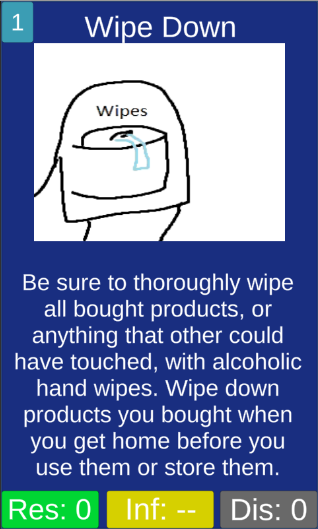 1
Wipe Down
Wipes
Be sure to thoroughly wipe
all bought products, or
anything that other could
have touched, with alcoholic
hand wipes. Wipe down
products you bought when
you get home before you
use them or store them.
Res: 0 Inf: -- Dis: 0